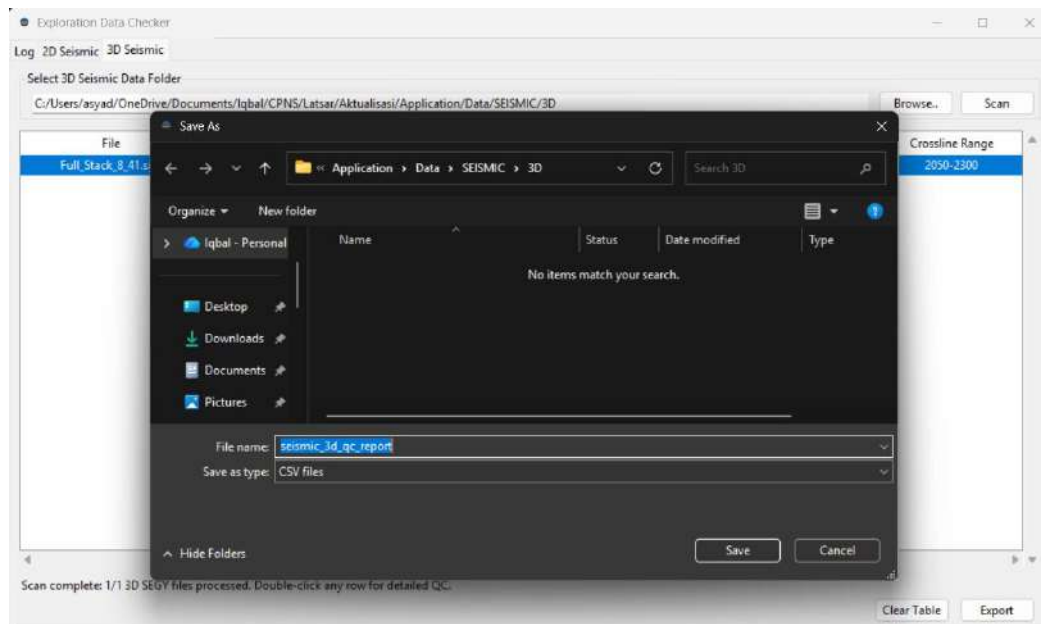 Exploration Data Checker
Log 2D Seismic 3D Seismic
Select 3D Seismic Data Folder
C:/Users/asyad/OneDrive/Documents/Iqbal/CPNS/Latsar/Aktualisasi/Application/Data/SEISMIC/3D Browse.. Scan
File Crossline Range
Full_Stack_8_41.s 2050-2300
Save As
« Application › Data › SEISMIC › 3D Search 3D
Organize New folder
Iqbal - Personal Name Status Date modified Type
No items match your search.
Desktop
Downloads
Documents
Pictures
File name: seismic_3d_qc_report
Save as type: CSV files
Hide Folders Save Cancel
Scan complete: 1/1 3D SEGY files processed. Double-click any row for detailed QC.
Clear Table Export